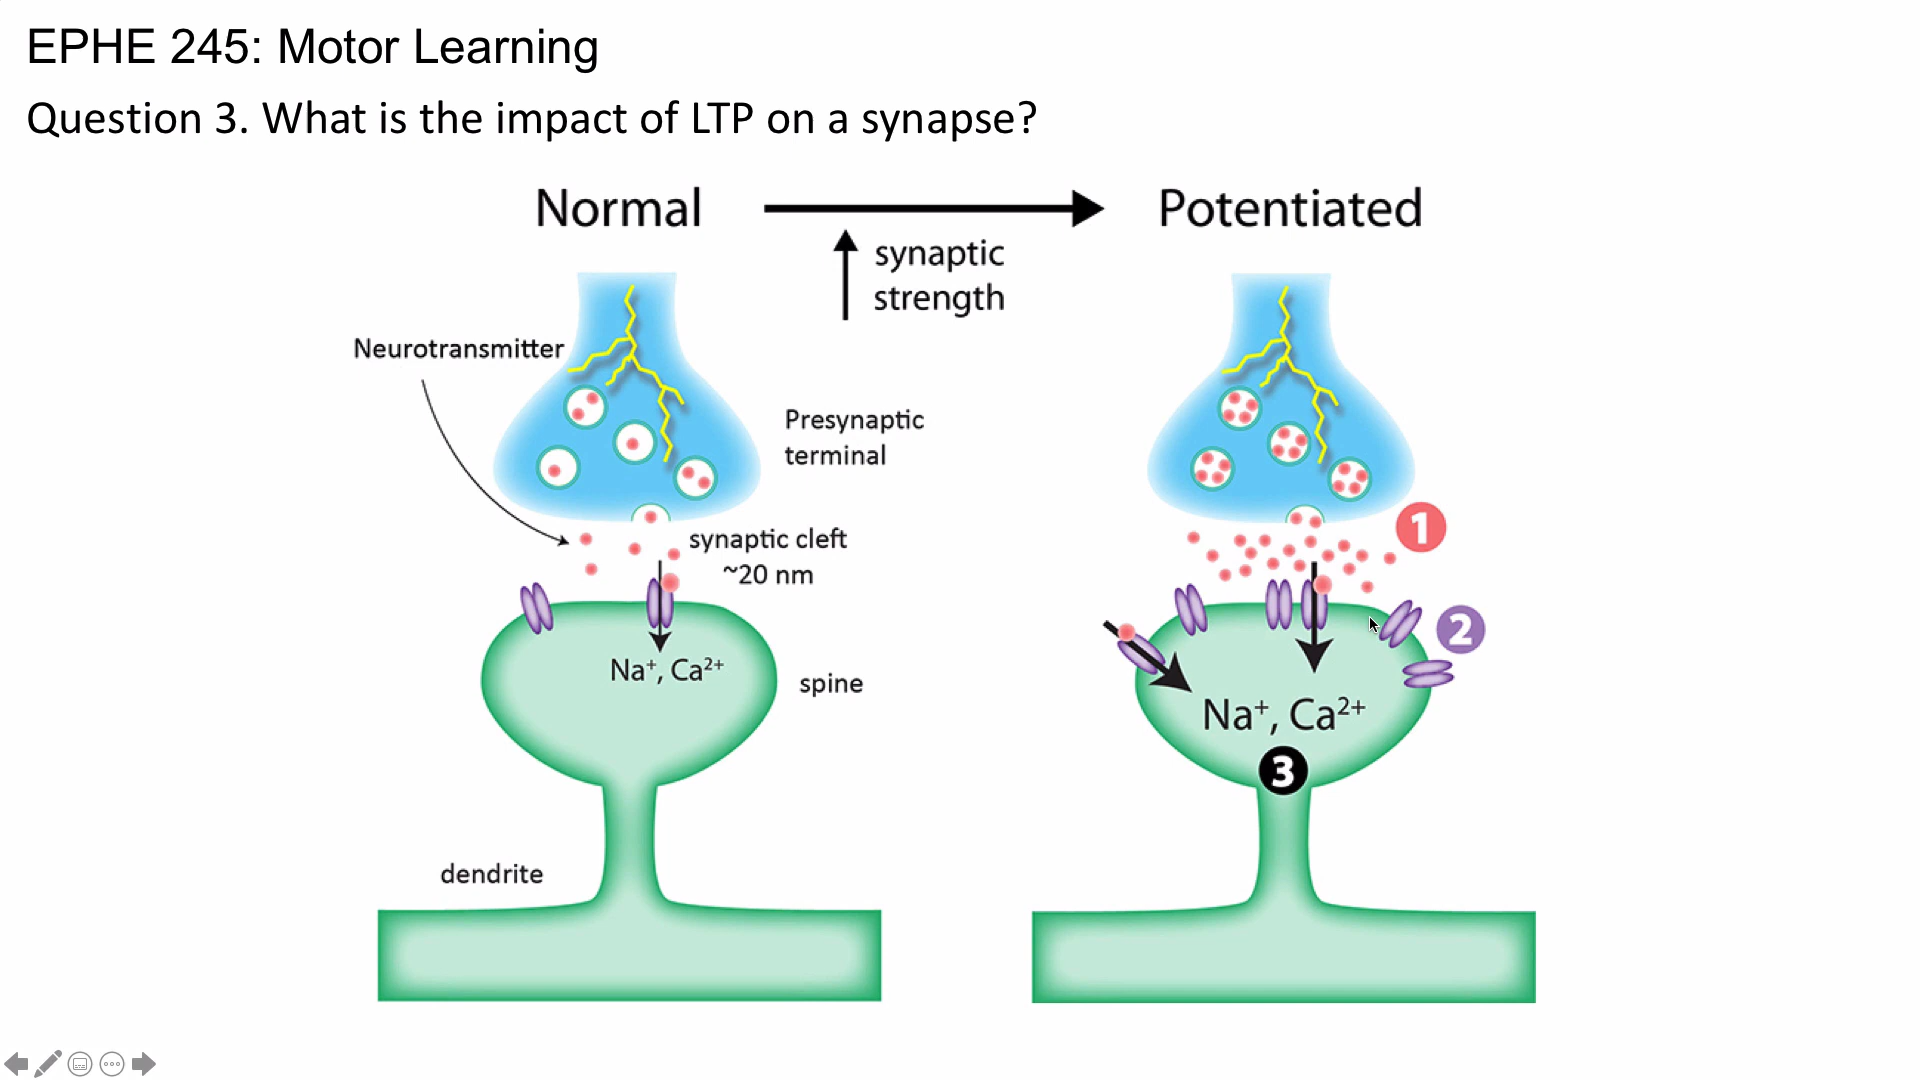 EPHE 245: Motor Learning
Question 3. What is the impact of LTP on a synapse?
Normal
Potentiated
synaptic
strength
Neurotransmitter
Presynaptic
terminal
synaptic cleft
~20 nm
1
2
Na⁺, Ca²⁺
spine
Na⁺, Ca²⁺
3
dendrite